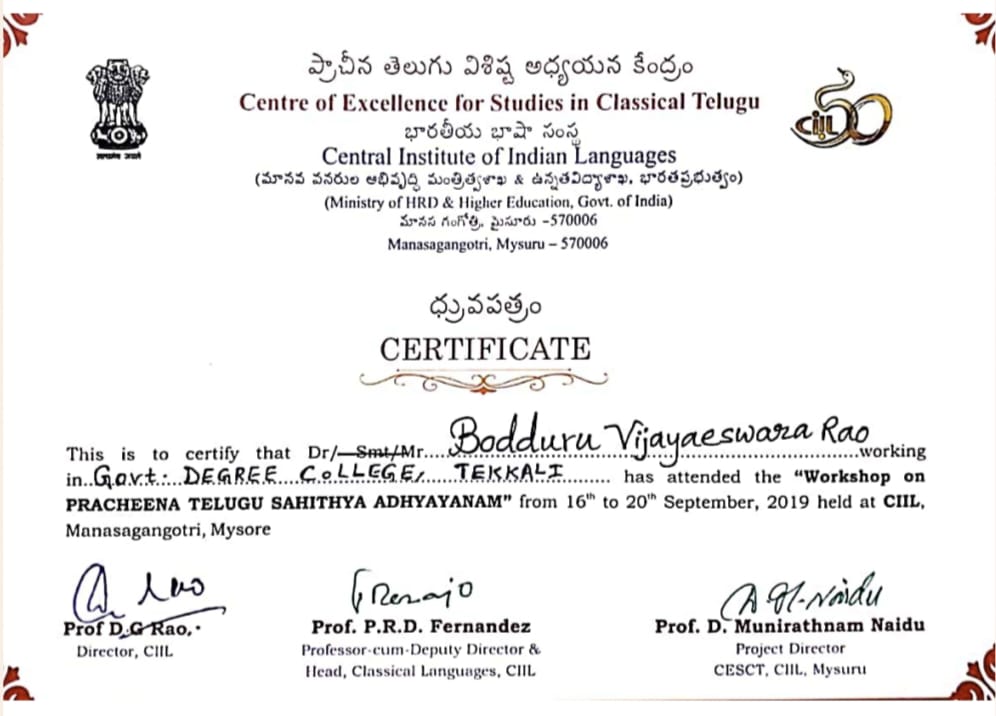 ప్రాచీన తెలుగు విశిష్ట అధ్యయన కేంద్రం
Centre of Excellence for Studies in Classical Telugu
భారతీయ భాషా సంస్థ
Central Institute of Indian Languages
(మానవ వనరుల అభివృద్ధి మంత్రిత్వశాఖ & ఉన్నతవిద్యాశాఖ, భారతప్రభుత్వం)
(Ministry of HRD & Higher Education, Govt. of India)
మానస గంగోత్రి, మైసూరు -570006
Manasagangotri, Mysuru – 570006
सत्यमेव जयते
CIIL 50
ధ్రువపత్రం
CERTIFICATE
This is to certify that Dr/ Smt/Mr....Bodduru Vijayaeswara Rao....working
in..Govt:...DEGREE...COLLEGE,......TEKKALI......... has attended the “Workshop on
PRACHEENA TELUGU SAHITHYA ADHYAYANAM” from 16th to 20th September, 2019 held at CIIL,
Manasagangotri, Mysore
Prof D.G Rao,
Director, CIIL
Prof. P.R.D. Fernandez
Professor-cum-Deputy Director &
Head, Classical Languages, CIIL
Prof. D. Munirathnam Naidu
Project Director
CESCT, CIIL, Mysuru